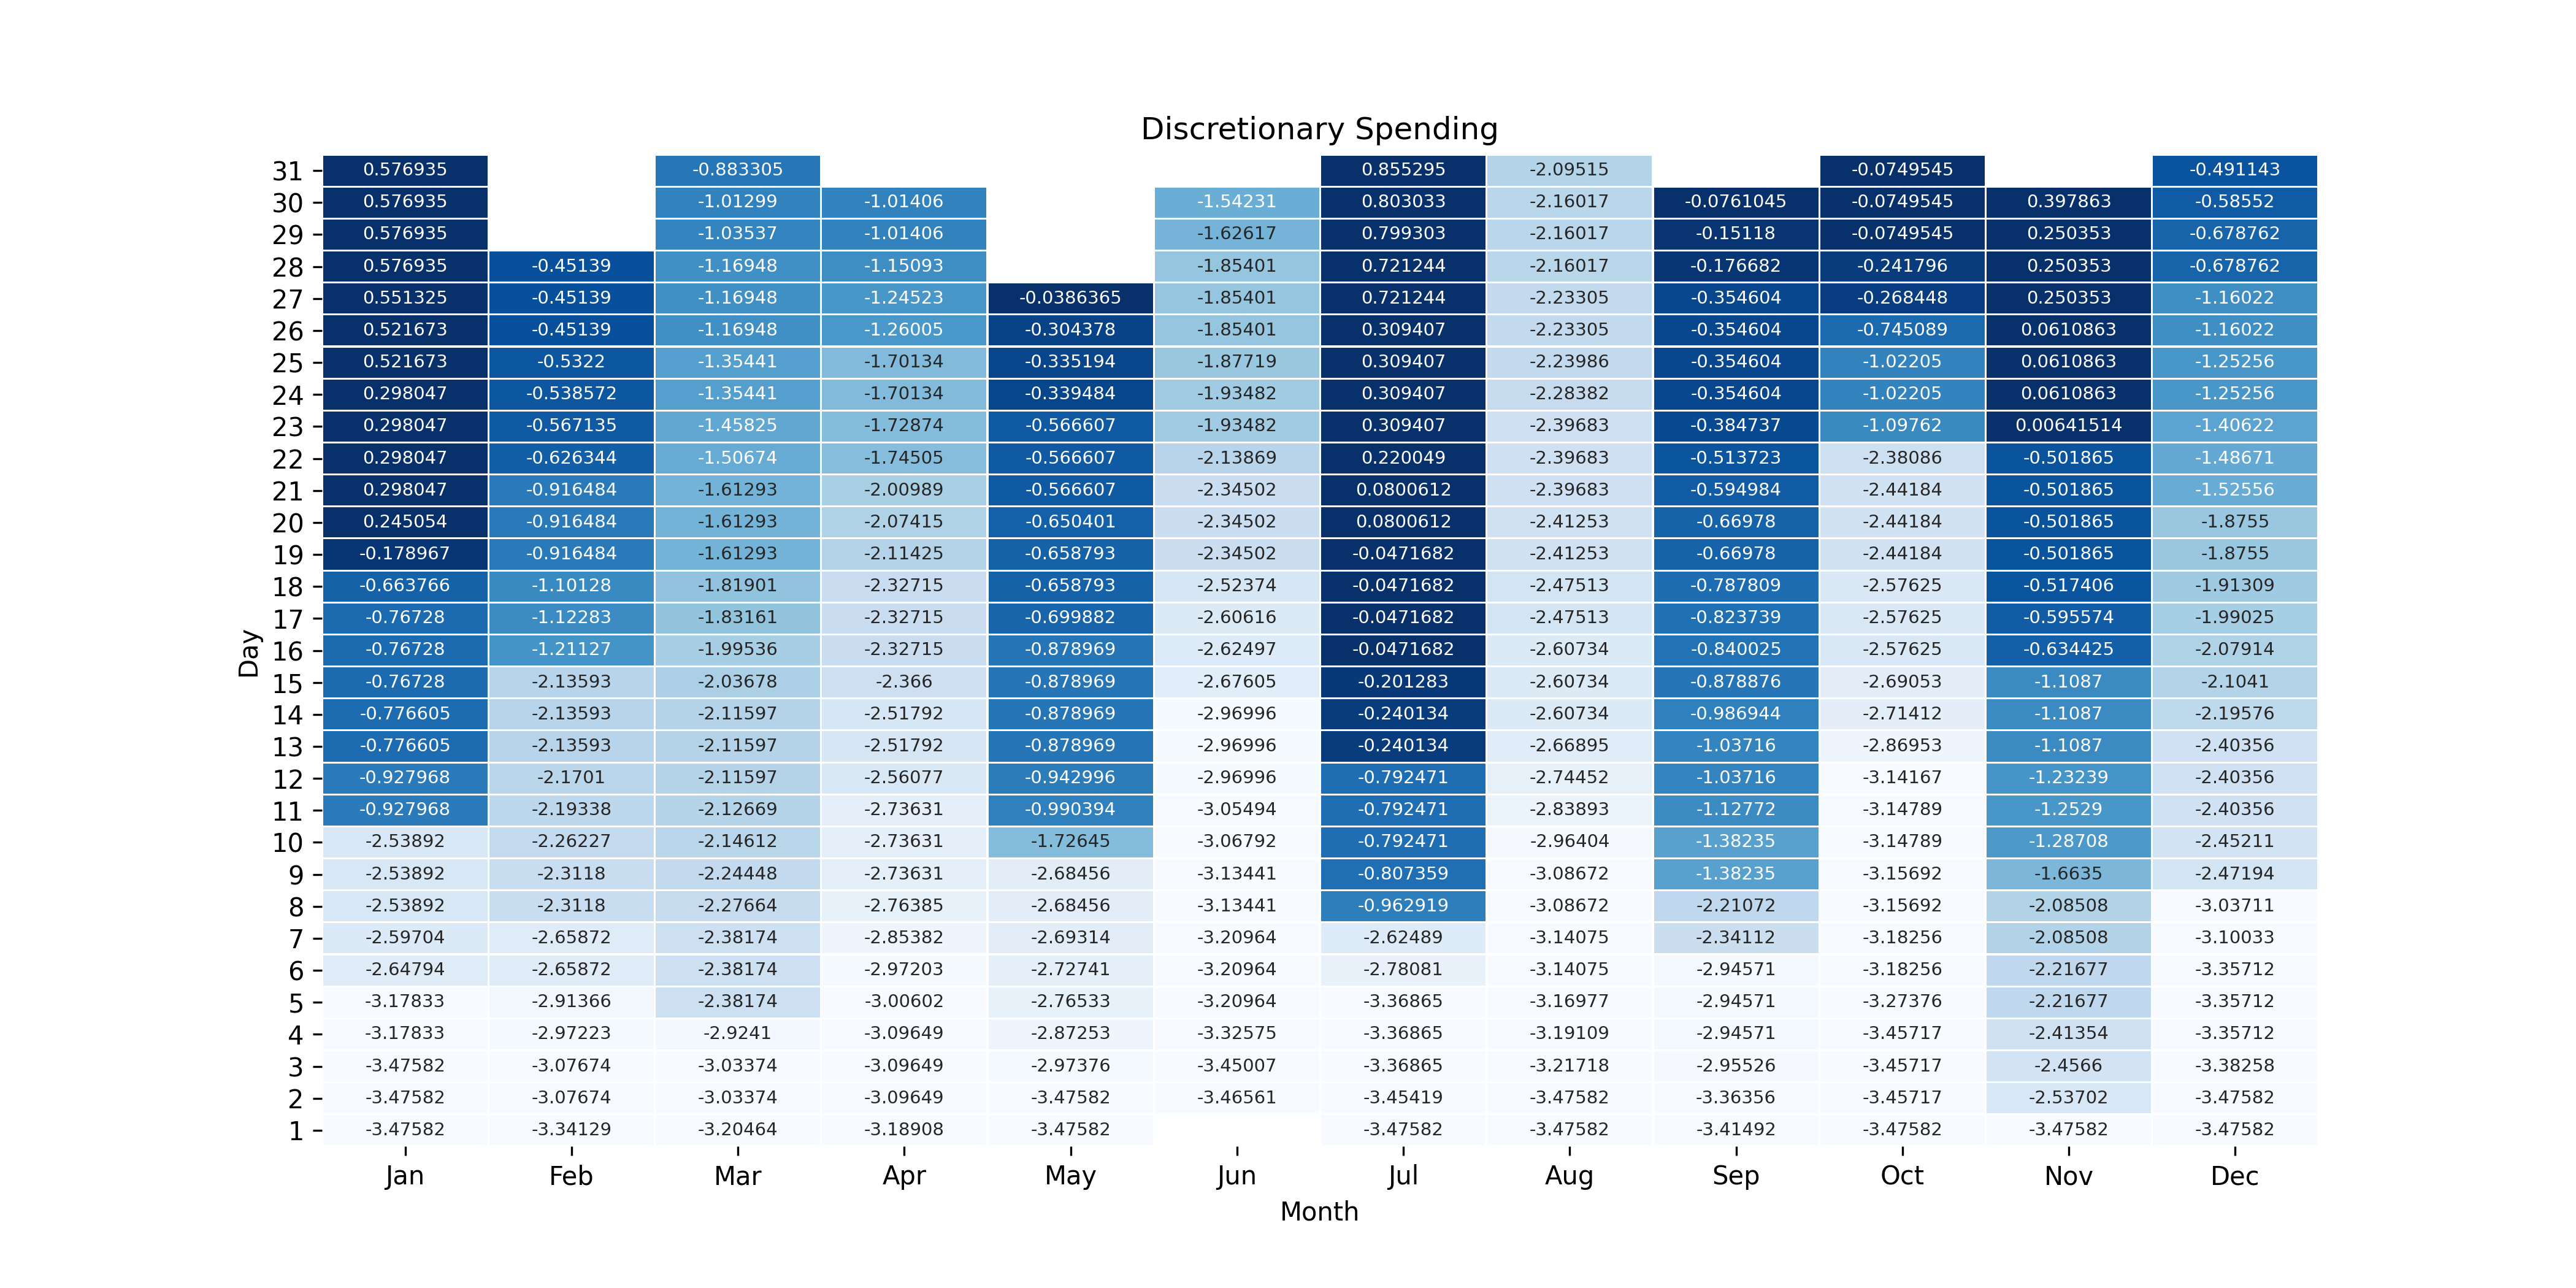 Discretionary Spending
31 0.576935 -0.883305 0.855295 -2.09515 -0.0749545 -0.491143
30 0.576935 -1.01299 -1.01406 -1.54231 0.803033 -2.16017 -0.0761045 -0.0749545 0.397863 -0.58552
29 0.576935 -1.03537 -1.01406 -1.62617 0.799303 -2.16017 -0.15118 -0.0749545 0.250353 -0.678762
28 0.576935 -0.45139 -1.16948 -1.15093 -1.85401 0.721244 -2.16017 -0.176682 -0.241796 0.250353 -0.678762
27 0.551325 -0.45139 -1.16948 -1.24523 -0.0386365 -1.85401 0.721244 -2.23305 -0.354604 -0.268448 0.250353 -1.16022
26 0.521673 -0.45139 -1.16948 -1.26005 -0.304378 -1.85401 0.309407 -2.23305 -0.354604 -0.745089 0.0610863 -1.16022
25 0.521673 -0.5322 -1.35441 -1.70134 -0.335194 -1.87719 0.309407 -2.23986 -0.354604 -1.02205 0.0610863 -1.25256
24 0.298047 -0.538572 -1.35441 -1.70134 -0.339484 -1.93482 0.309407 -2.28382 -0.354604 -1.02205 0.0610863 -1.25256
23 0.298047 -0.567135 -1.45825 -1.72874 -0.566607 -1.93482 0.309407 -2.39683 -0.384737 -1.09762 0.00641514 -1.40622
22 0.298047 -0.626344 -1.50674 -1.74505 -0.566607 -2.13869 0.220049 -2.39683 -0.513723 -2.38086 -0.501865 -1.48671
21 0.298047 -0.916484 -1.61293 -2.00989 -0.566607 -2.34502 0.0800612 -2.39683 -0.594984 -2.44184 -0.501865 -1.52556
20 0.245054 -0.916484 -1.61293 -2.07415 -0.650401 -2.34502 0.0800612 -2.41253 -0.66978 -2.44184 -0.501865 -1.8755
19 -0.178967 -0.916484 -1.61293 -2.11425 -0.658793 -2.34502 -0.0471682 -2.41253 -0.66978 -2.44184 -0.501865 -1.8755
18 -0.663766 -1.10128 -1.81901 -2.32715 -0.658793 -2.52374 -0.0471682 -2.47513 -0.787809 -2.57625 -0.517406 -1.91309
17 -0.76728 -1.12283 -1.83161 -2.32715 -0.699882 -2.60616 -0.0471682 -2.47513 -0.823739 -2.57625 -0.595574 -1.99025
16 -0.76728 -1.21127 -1.99536 -2.32715 -0.878969 -2.62497 -0.0471682 -2.60734 -0.840025 -2.57625 -0.634425 -2.07914
15 -0.76728 -2.13593 -2.03678 -2.366 -0.878969 -2.67605 -0.201283 -2.60734 -0.878876 -2.69053 -1.1087 -2.1041
14 -0.776605 -2.13593 -2.11597 -2.51792 -0.878969 -2.96996 -0.240134 -2.60734 -0.986944 -2.71412 -1.1087 -2.19576
13 -0.776605 -2.13593 -2.11597 -2.51792 -0.878969 -2.96996 -0.240134 -2.66895 -1.03716 -2.86953 -1.1087 -2.40356
12 -0.927968 -2.1701 -2.11597 -2.56077 -0.942996 -2.96996 -0.792471 -2.74452 -1.03716 -3.14167 -1.23239 -2.40356
11 -0.927968 -2.19338 -2.12669 -2.73631 -0.990394 -3.05494 -0.792471 -2.83893 -1.12772 -3.14789 -1.2529 -2.40356
10 -2.53892 -2.26227 -2.14612 -2.73631 -1.72645 -3.06792 -0.792471 -2.96404 -1.38235 -3.14789 -1.28708 -2.45211
9 -2.53892 -2.3118 -2.24448 -2.73631 -2.68456 -3.13441 -0.807359 -3.08672 -1.38235 -3.15692 -1.6635 -2.47194
8 -2.53892 -2.3118 -2.27664 -2.76385 -2.68456 -3.13441 -0.962919 -3.08672 -2.21072 -3.15692 -2.08508 -3.03711
7 -2.59704 -2.65872 -2.38174 -2.85382 -2.69314 -3.20964 -2.62489 -3.14075 -2.34112 -3.18256 -2.08508 -3.10033
6 -2.64794 -2.65872 -2.38174 -2.97203 -2.72741 -3.20964 -2.78081 -3.14075 -2.94571 -3.18256 -2.21677 -3.35712
5 -3.17833 -2.91366 -2.38174 -3.00602 -2.76533 -3.20964 -3.36865 -3.16977 -2.94571 -3.27376 -2.21677 -3.35712
4 -3.17833 -2.97223 -2.9241 -3.09649 -2.87253 -3.32575 -3.36865 -3.19109 -2.94571 -3.45717 -2.41354 -3.35712
3 -3.47582 -3.07674 -3.03374 -3.09649 -2.97376 -3.45007 -3.36865 -3.21718 -2.95526 -3.45717 -2.4566 -3.38258
2 -3.47582 -3.07674 -3.03374 -3.09649 -3.47582 -3.46561 -3.45419 -3.47582 -3.36356 -3.45717 -2.53702 -3.47582
1 -3.47582 -3.34129 -3.20464 -3.18908 -3.47582 -3.47582 -3.47582 -3.41492 -3.47582 -3.47582 -3.47582
Day
Jan Feb Mar Apr May Jun Jul Aug Sep Oct Nov Dec
Month